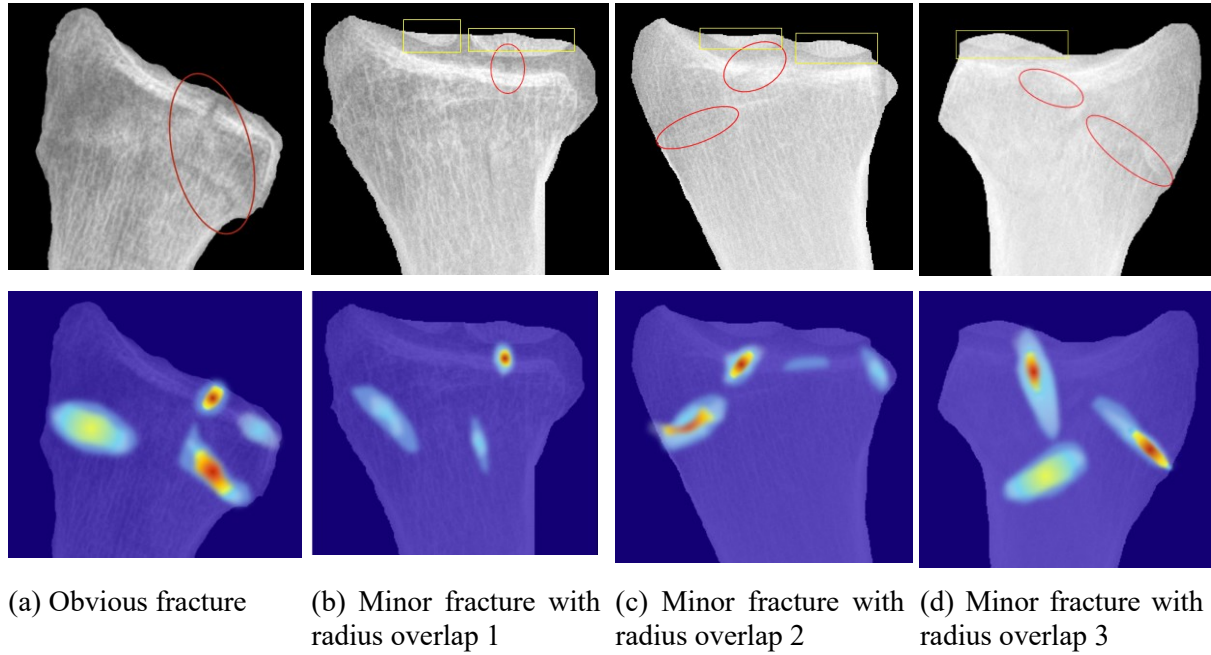 (a) Obvious fracture
(b) Minor fracture with
radius overlap 1
(c) Minor fracture with
radius overlap 2
(d) Minor fracture with
radius overlap 3